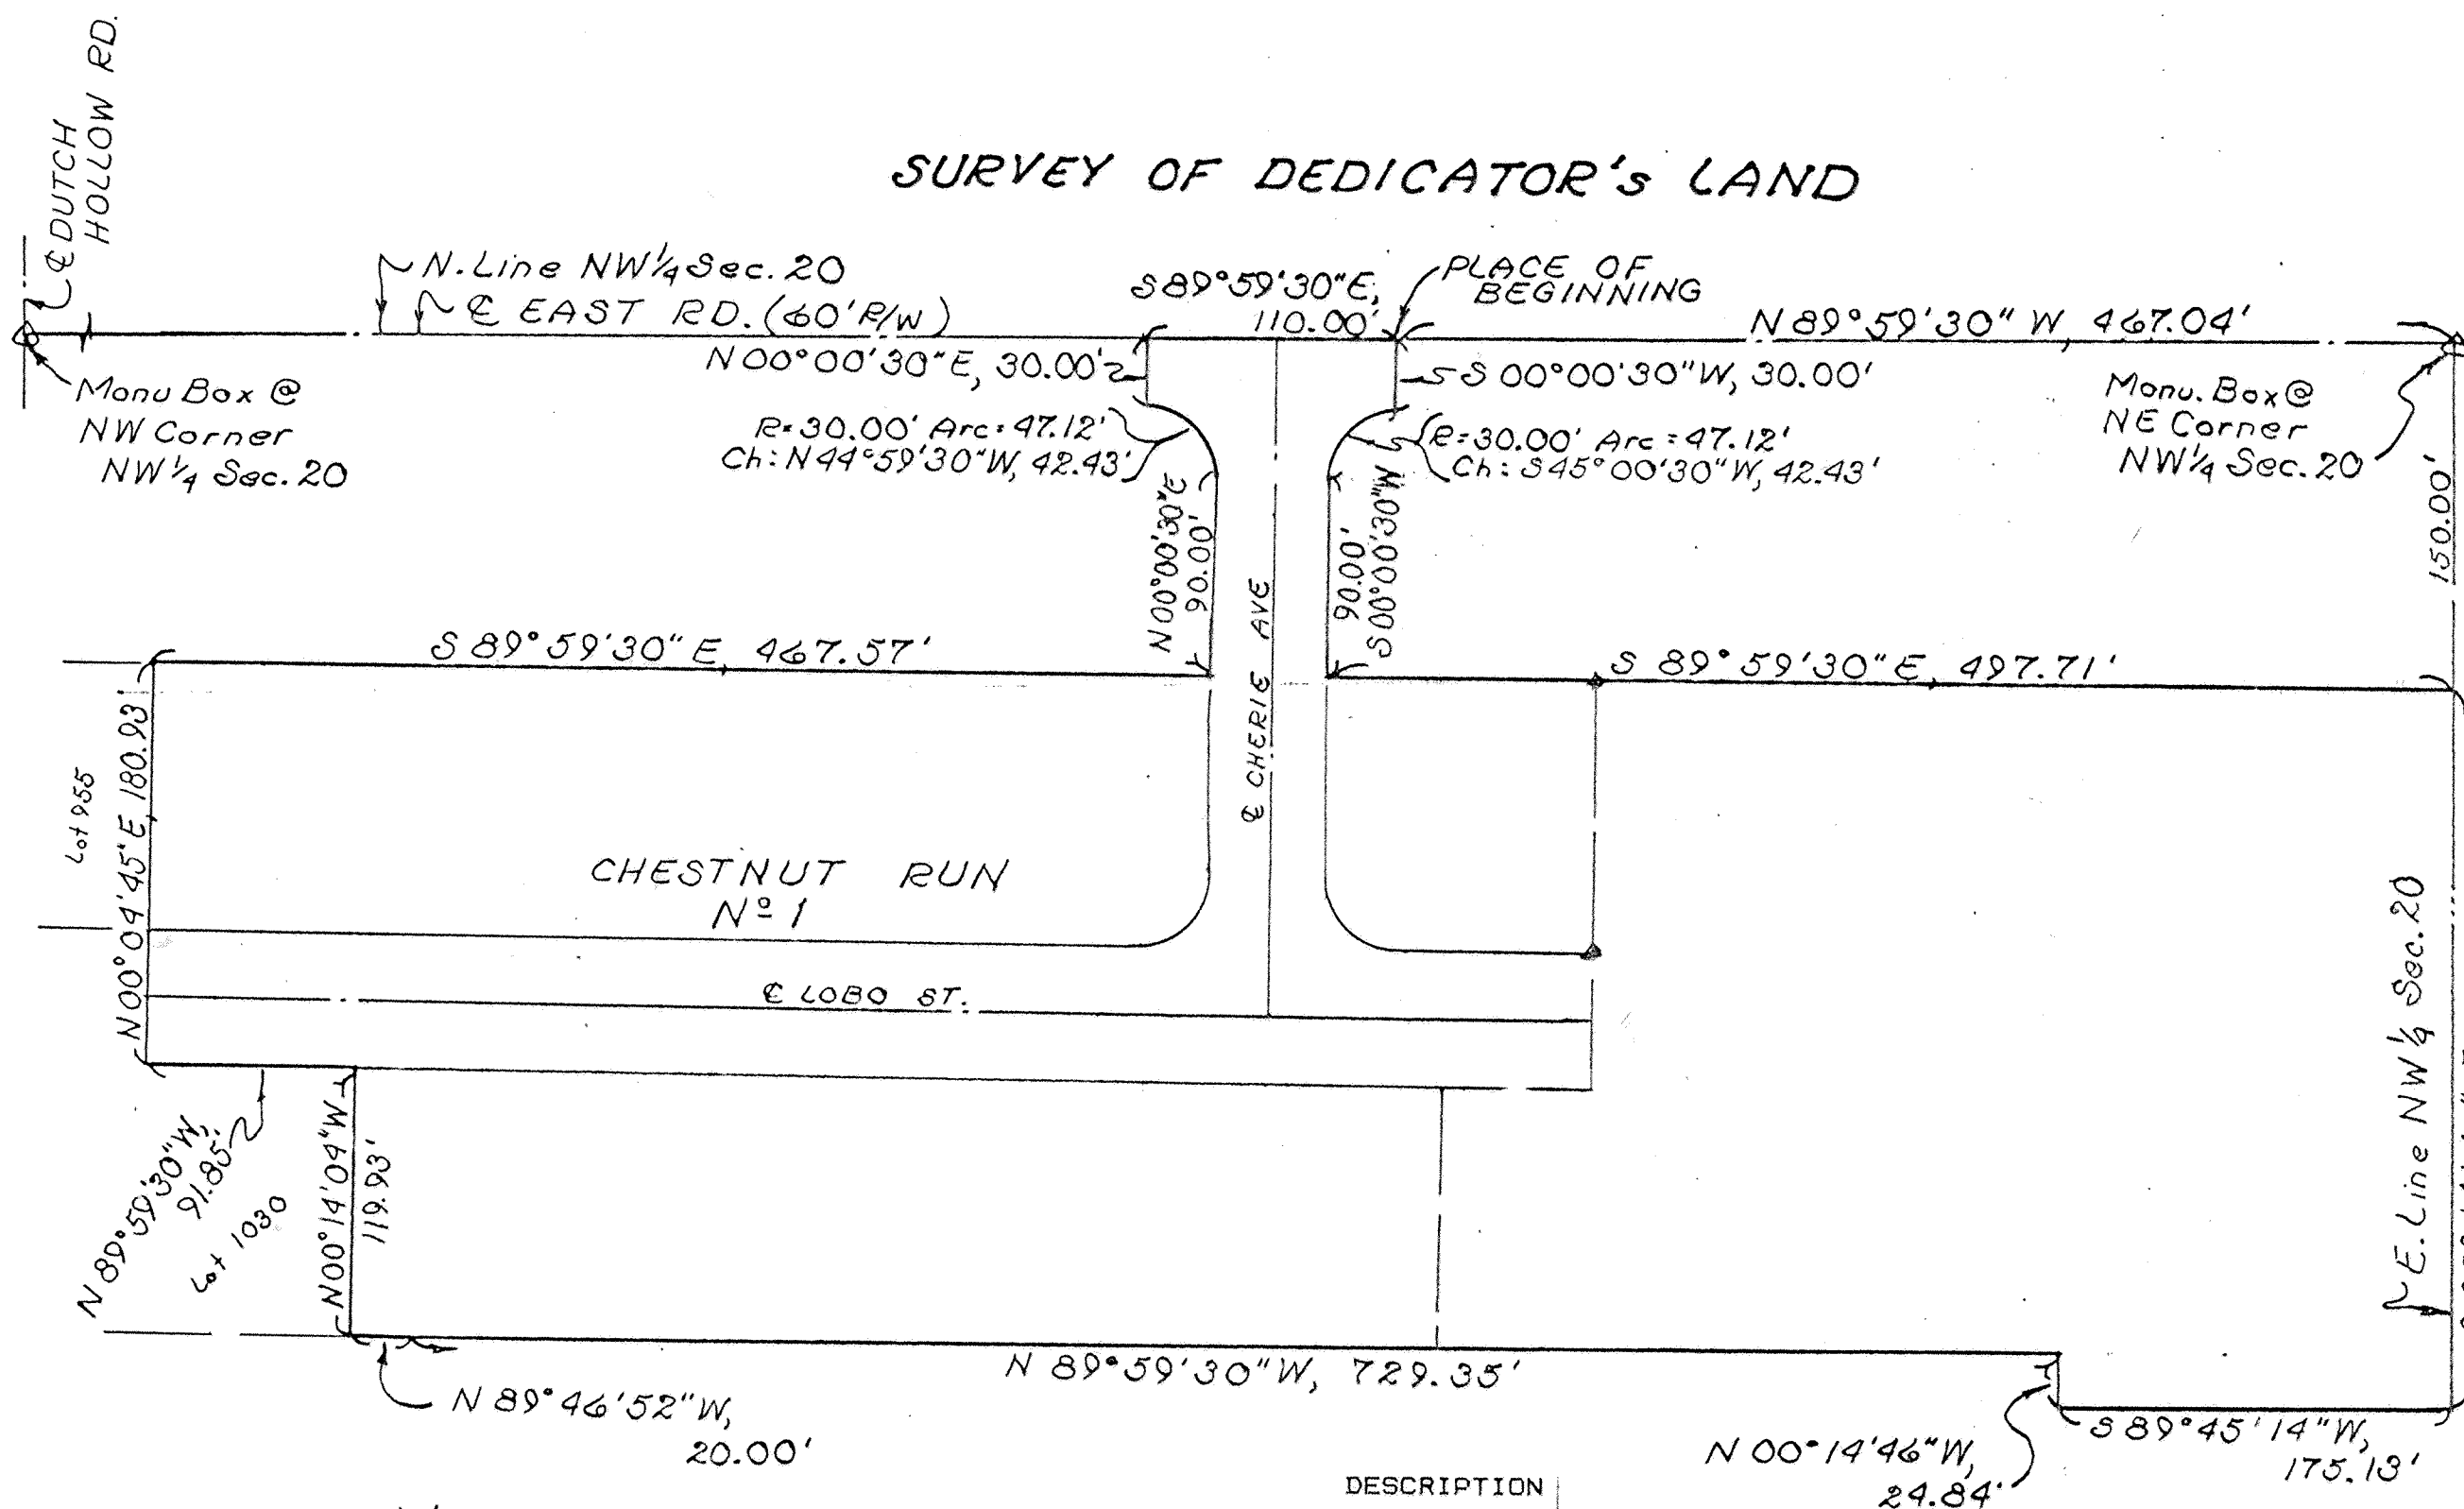 ℄ DUTCH
HOLLOW RD.
SURVEY OF DEDICATOR's LAND
N. Line NW¼ Sec. 20
℄ EAST RD. (60' R/W)
S 89°59'30" E,
110.00'
PLACE OF
BEGINNING
N 89°59'30" W, 467.04'
N 00°00'30" E, 30.00'
S 00°00'30" W, 30.00'
Monu Box @
NW Corner
NW¼ Sec. 20
R=30.00' Arc=47.12'
Ch: N44°59'30"W, 42.43'
R=30.00' Arc=47.12'
Ch: S45°00'30"W, 42.43'
Monu. Box @
NE Corner
NW¼ Sec. 20
N00°00'30"E
90.00'
90.00'
S00°00'30"W
150.00'
℄ CHERIE AVE
S 89°59'30" E, 467.57'
S 89°59'30" E, 497.71'
Lot 955
N00°04'45"E 180.93'
CHESTNUT RUN
Nº 1
℄ LOBO ST.
E. Line NW¼ Sec. 20
N 89°59'30"W,
91.85'
Lot 1030
N00°14'04"W
119.93'
N 89°59'30"W, 729.35'
N 89°46'52"W,
20.00'
N 00°14'46"W,
24.84'
S 89°45'14"W,
175.13'
DESCRIPTION